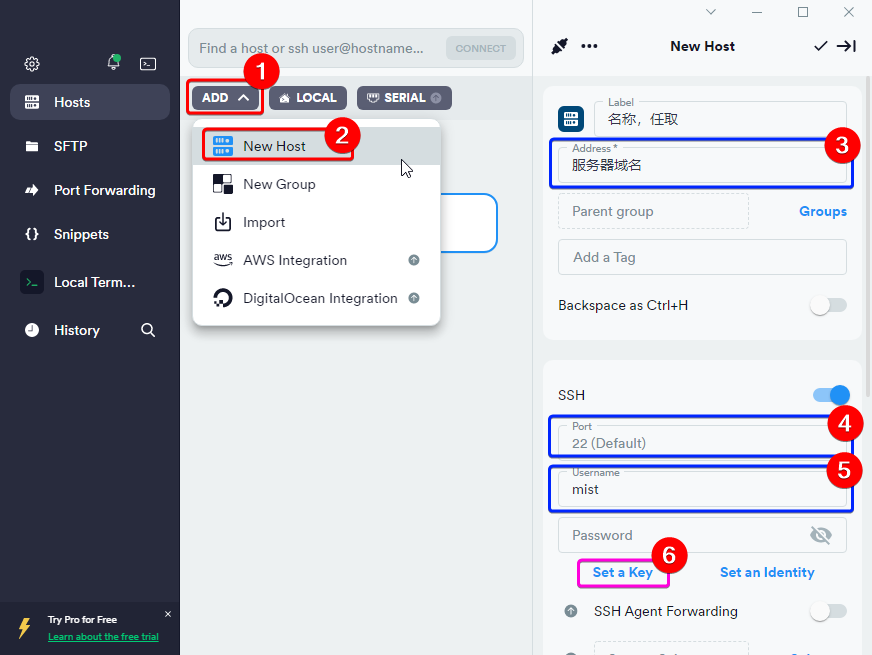 Find a host or ssh user@hostname...
CONNECT
1
ADD
LOCAL
SERIAL
Hosts
SFTP
Port Forwarding
Snippets
Local Term...
History
2
New Host
New Group
Import
aws
AWS Integration
DigitalOcean Integration
Try Pro for Free
Learn about the free trial
New Host
Label
名称，任取
3
Address*
服务器域名
Parent group
Groups
Add a Tag
Backspace as Ctrl+H
SSH
4
Port
22 (Default)
5
Username
mist
Password
6
Set a Key
Set an Identity
SSH Agent Forwarding